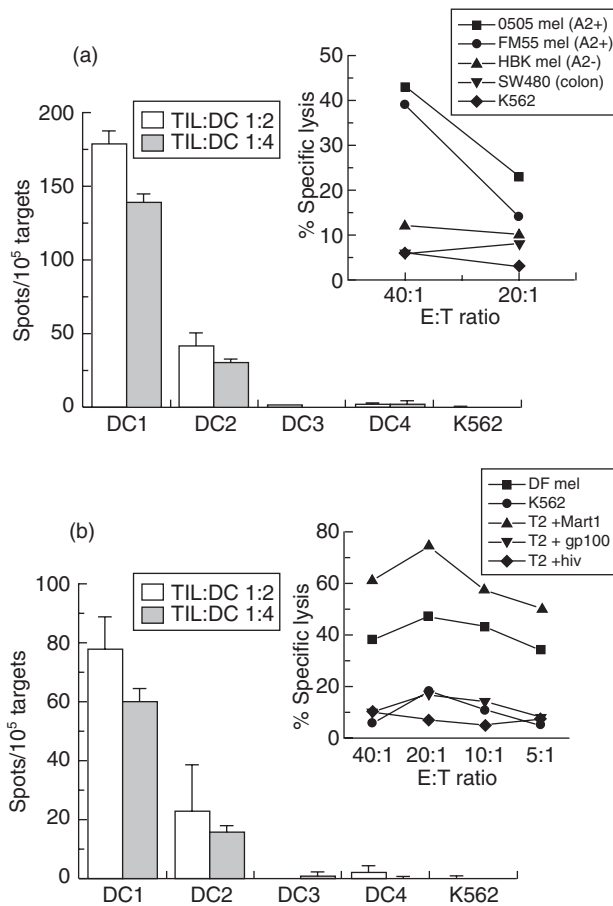 (a)
TIL:DC 1:2
TIL:DC 1:4
Spots/10⁵ targets
200
150
100
50
0
DC1 DC2 DC3 DC4 K562
0505 mel (A2+)
FM55 mel (A2+)
HBK mel (A2-)
SW480 (colon)
K562
% Specific lysis
50
40
30
20
10
0
40:1 20:1
E:T ratio
(b)
TIL:DC 1:2
TIL:DC 1:4
Spots/10⁵ targets
100
80
60
40
20
0
DC1 DC2 DC3 DC4 K562
DF mel
K562
T2 +Mart1
T2 + gp100
T2 +hiv
% Specific lysis
80
60
40
20
0
40:1 20:1 10:1 5:1
E:T ratio